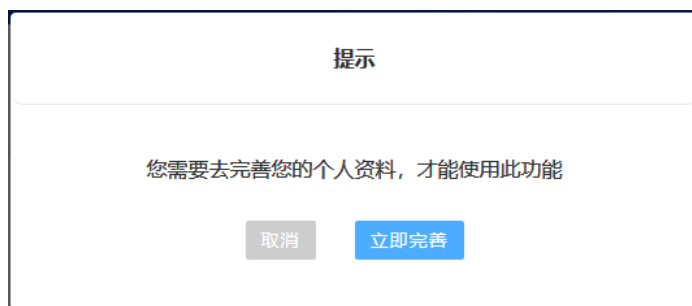 提示
您需要去完善您的个人资料，才能使用此功能
取消
立即完善